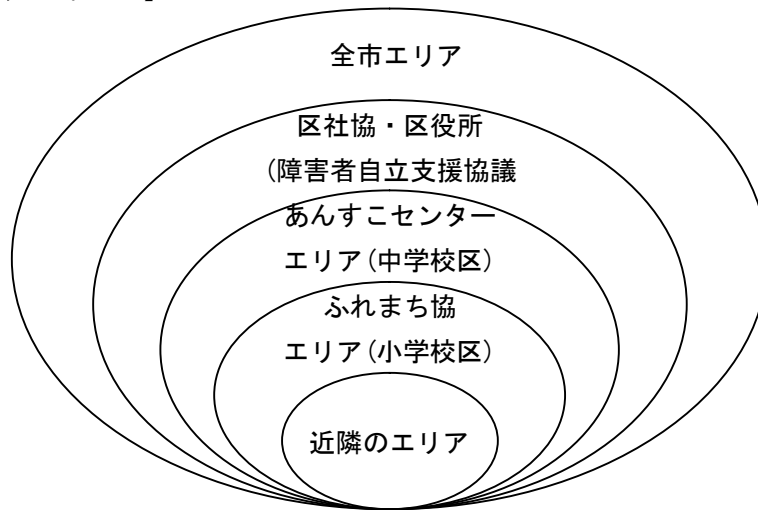 全市エリア
区社協・区役所
(障害者自立支援協議
あんすこセンター
エリア(中学校区)
ふれまち協
エリア(小学校区)
近隣のエリア